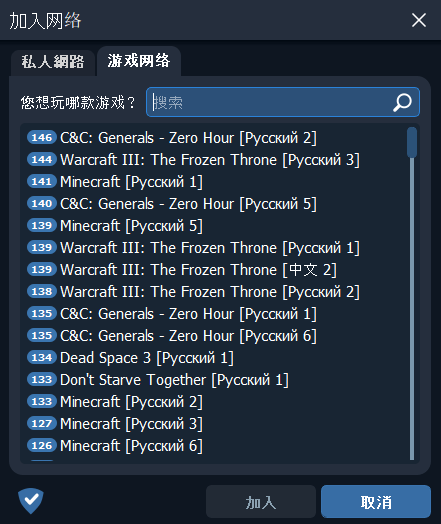 加入网络
私人網路 游戏网络
您想玩哪款游戏？ 搜索
146 C&C: Generals - Zero Hour [Русский 2]
144 Warcraft III: The Frozen Throne [Русский 3]
141 Minecraft [Русский 1]
140 C&C: Generals - Zero Hour [Русский 5]
139 Minecraft [Русский 5]
139 Warcraft III: The Frozen Throne [Русский 1]
139 Warcraft III: The Frozen Throne [中文 2]
138 Warcraft III: The Frozen Throne [Русский 2]
135 C&C: Generals - Zero Hour [Русский 1]
135 C&C: Generals - Zero Hour [Русский 6]
134 Dead Space 3 [Русский 1]
133 Don't Starve Together [Русский 1]
133 Minecraft [Русский 2]
127 Minecraft [Русский 3]
126 Minecraft [Русский 6]
加入 取消